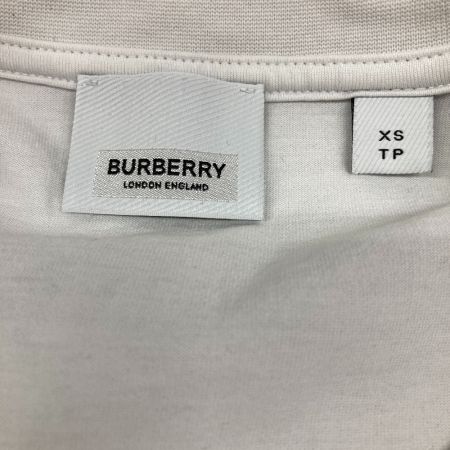 BURBERRY
LONDON ENGLAND
XS
TP